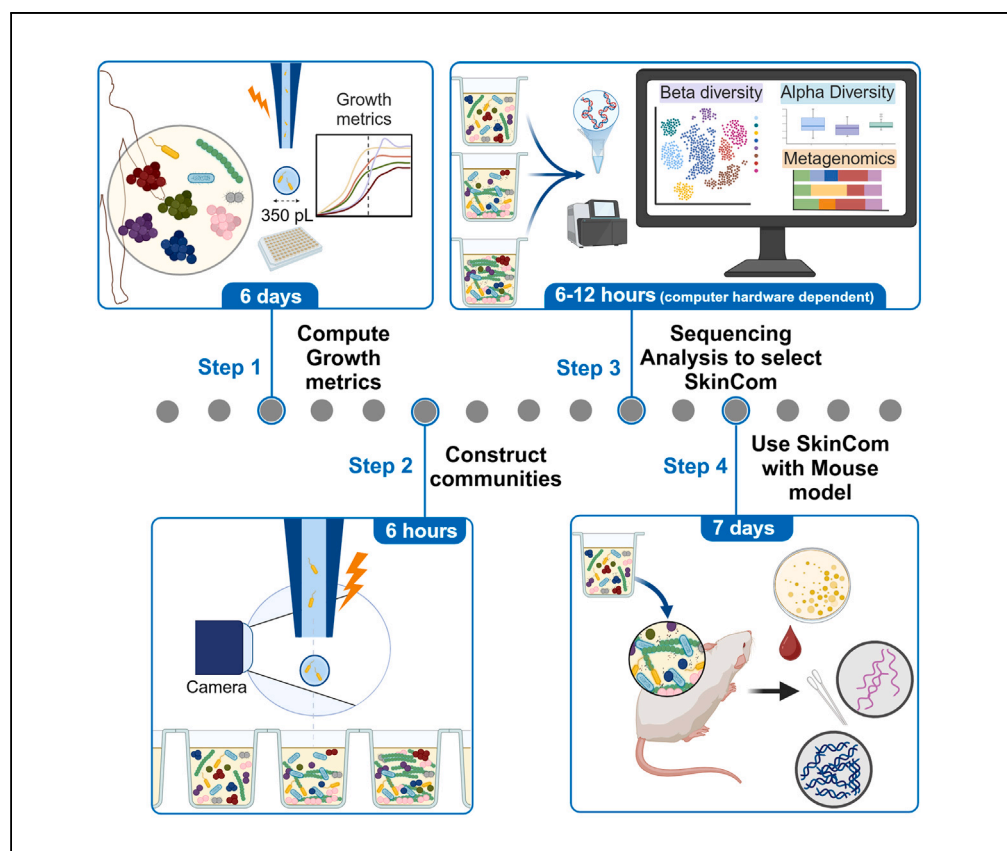 Growth
metrics
350 pL
6 days
Step 1
Compute
Growth
metrics
Beta diversity
Alpha Diversity
Metagenomics
6-12 hours (computer hardware dependent)
Step 3
Sequencing
Analysis to select
SkinCom
Step 2
Construct
communities
6 hours
Camera
Step 4
Use SkinCom
with Mouse
model
7 days